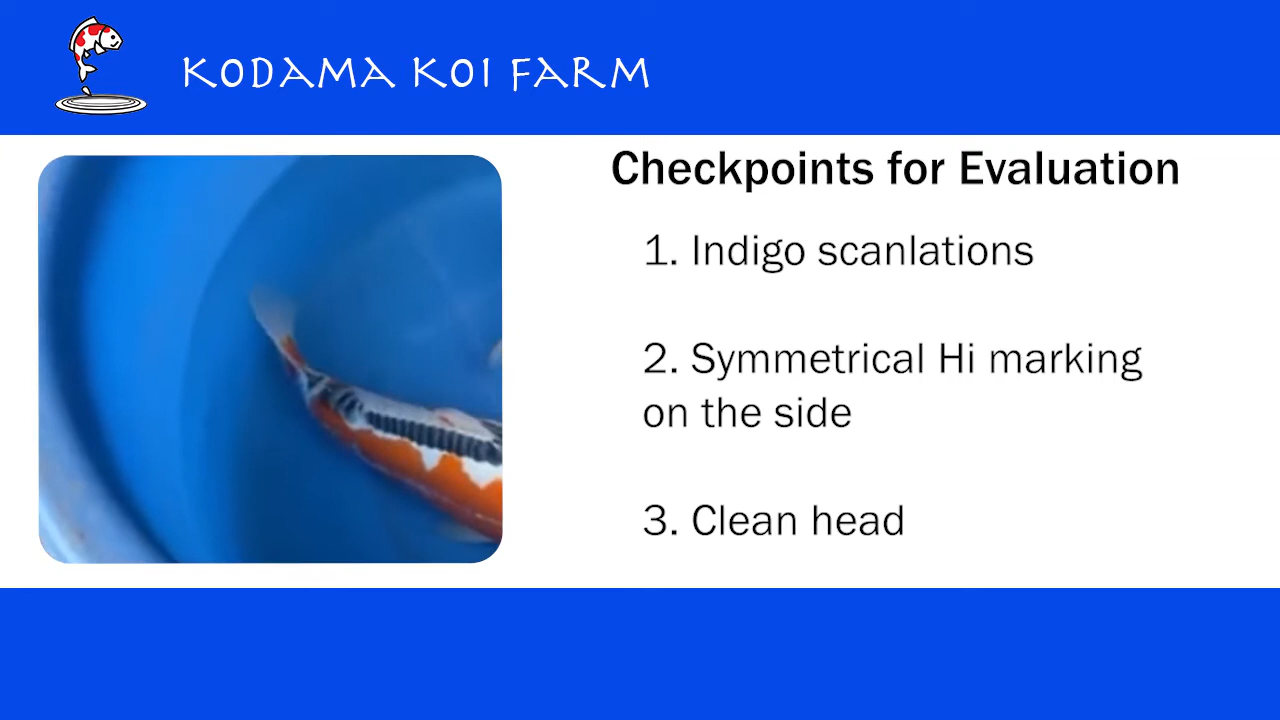 KODAMA KOI FARM
Checkpoints for Evaluation
1. Indigo scanlations
2. Symmetrical Hi marking
on the side
3. Clean head